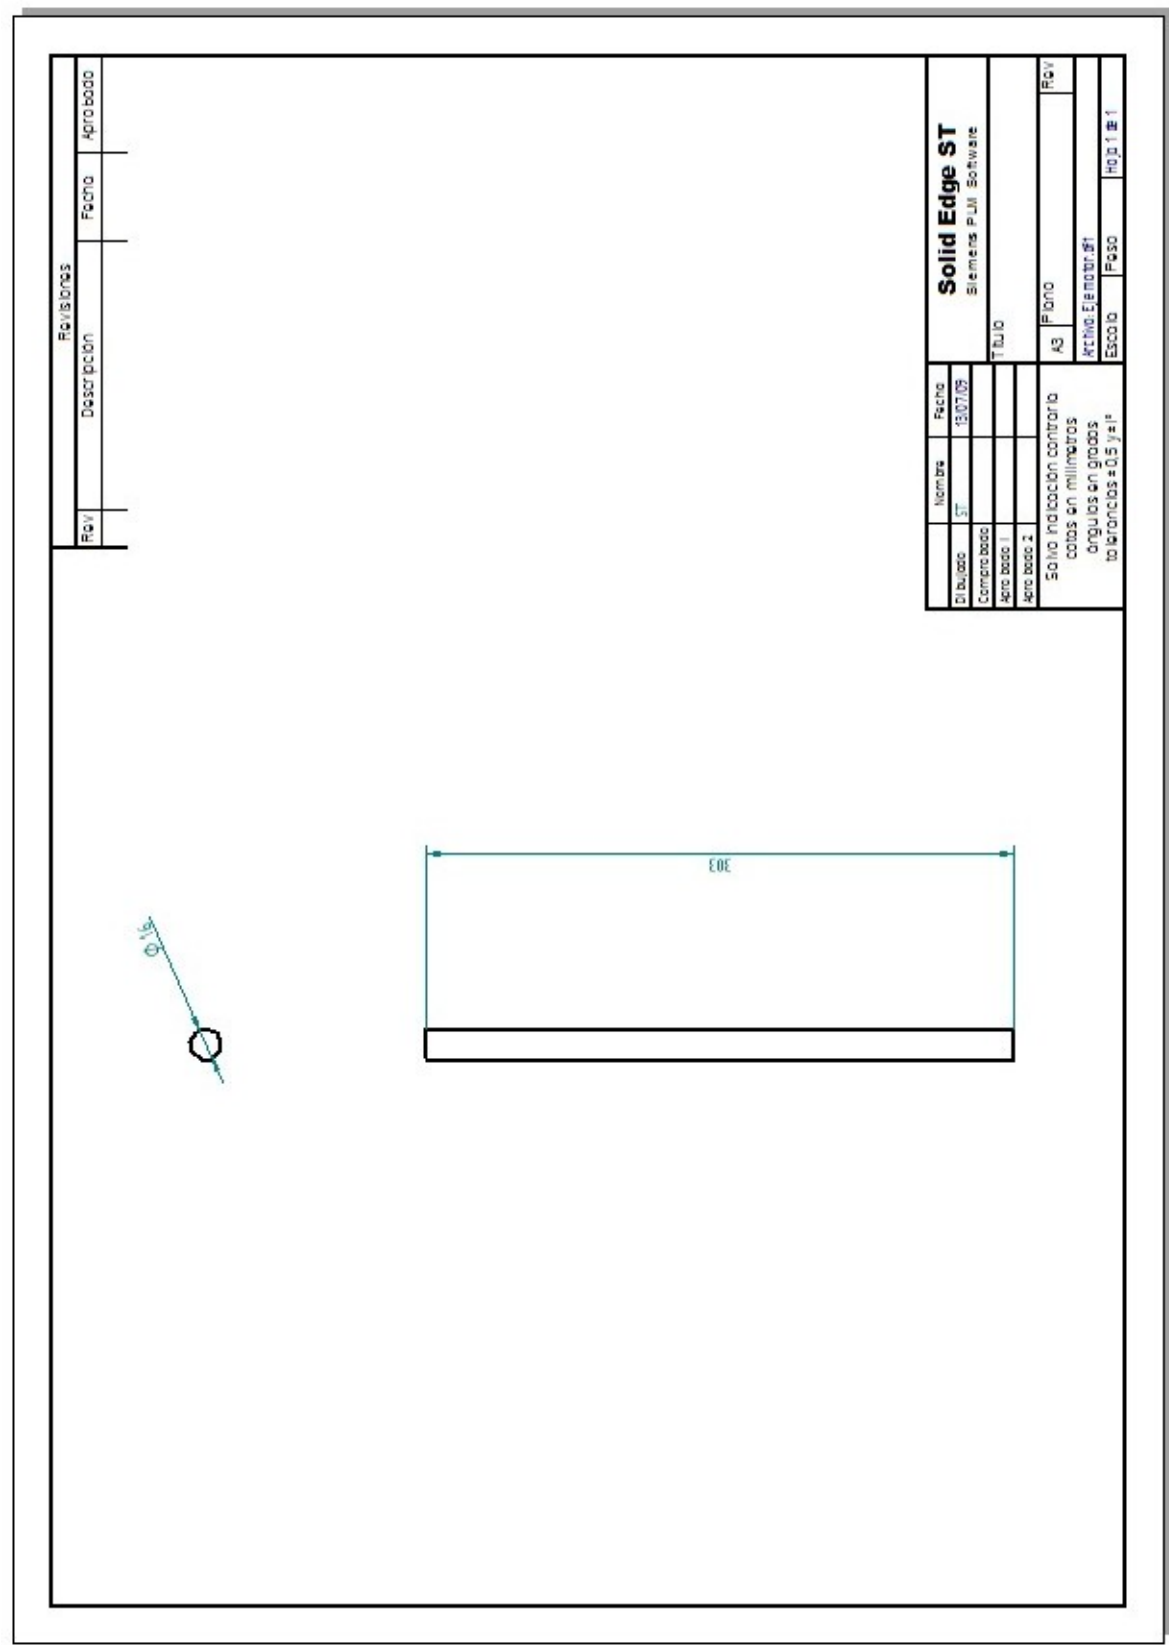 Revisiones
Rev Descripción Fecha Aprobado
Φ 16
303
Nombre Fecha
Dibujado ST 13/07/09
Comprobado
Aprobado 1
Aprobado 2
Salvo indicación contraria
cotas en milímetros
ángulos en grados
tolerancias ±0,5 y ±1º
Solid Edge ST
Siemens PLM Software
Título
A3 Plano Rev
Archivo: Eje motor.dft
Escala Peso Hoja 1 de 1